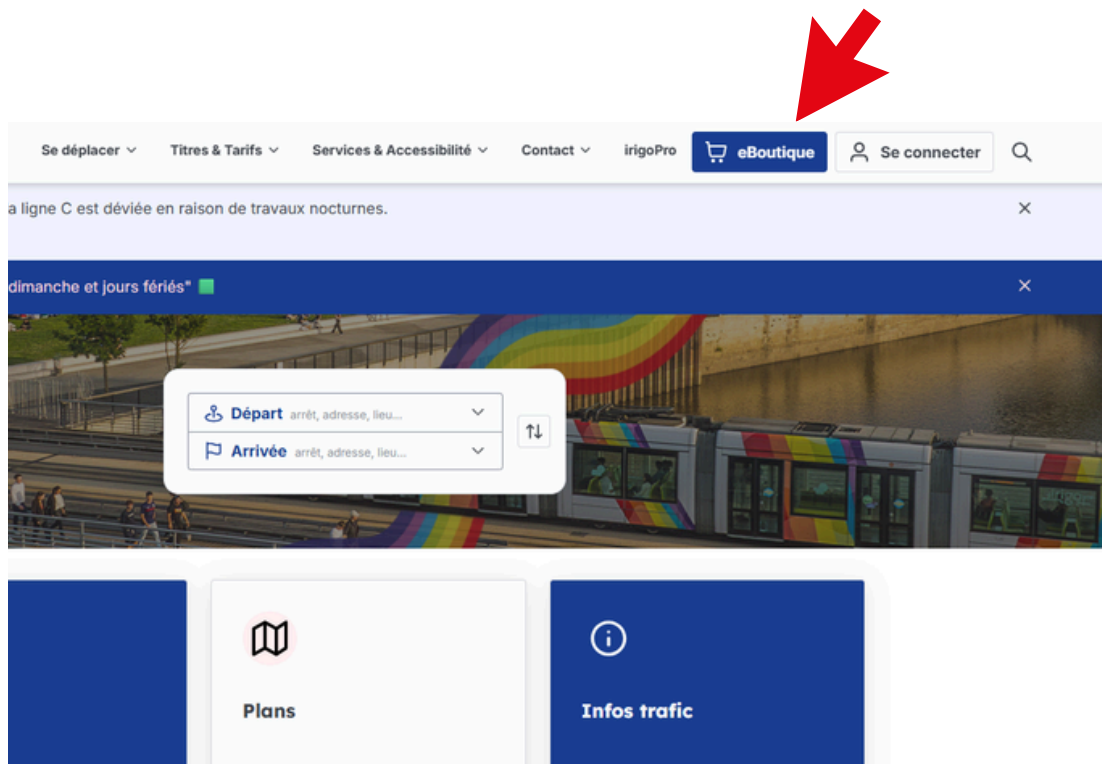 Se déplacer Titres & Tarifs Services & Accessibilité Contact irigoPro eBoutique Se connecter
a ligne C est déviée en raison de travaux nocturnes.
dimanche et jours fériés"
Départ arrêt, adresse, lieu...
Arrivée arrêt, adresse, lieu...
Plans
Infos trafic